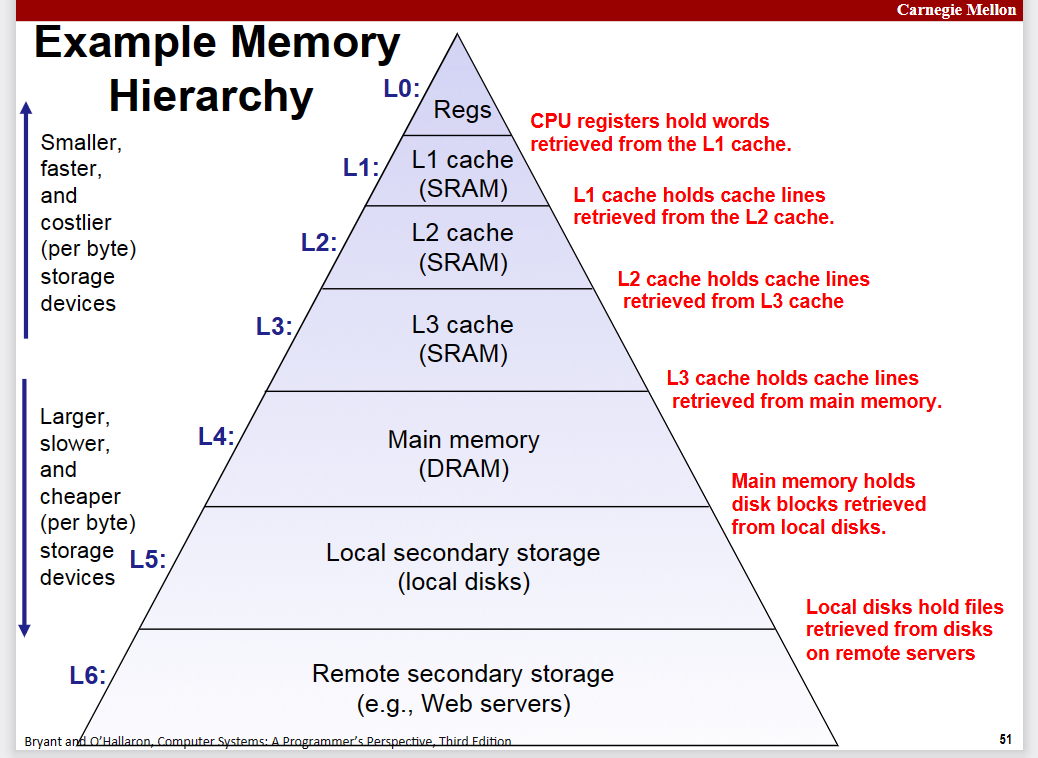 Carnegie Mellon
Example Memory
Hierarchy
Smaller,
faster,
and
costlier
(per byte)
storage
devices
Larger,
slower,
and
cheaper
(per byte)
storage
devices
L0:
Regs
CPU registers hold words
retrieved from the L1 cache.
L1:
L1 cache
(SRAM)
L1 cache holds cache lines
retrieved from the L2 cache.
L2:
L2 cache
(SRAM)
L2 cache holds cache lines
retrieved from L3 cache
L3:
L3 cache
(SRAM)
L3 cache holds cache lines
retrieved from main memory.
L4:
Main memory
(DRAM)
Main memory holds
disk blocks retrieved
from local disks.
L5:
Local secondary storage
(local disks)
Local disks hold files
retrieved from disks
on remote servers
L6:
Remote secondary storage
(e.g., Web servers)
Bryant and O'Hallaron, Computer Systems: A Programmer's Perspective, Third Edition
51